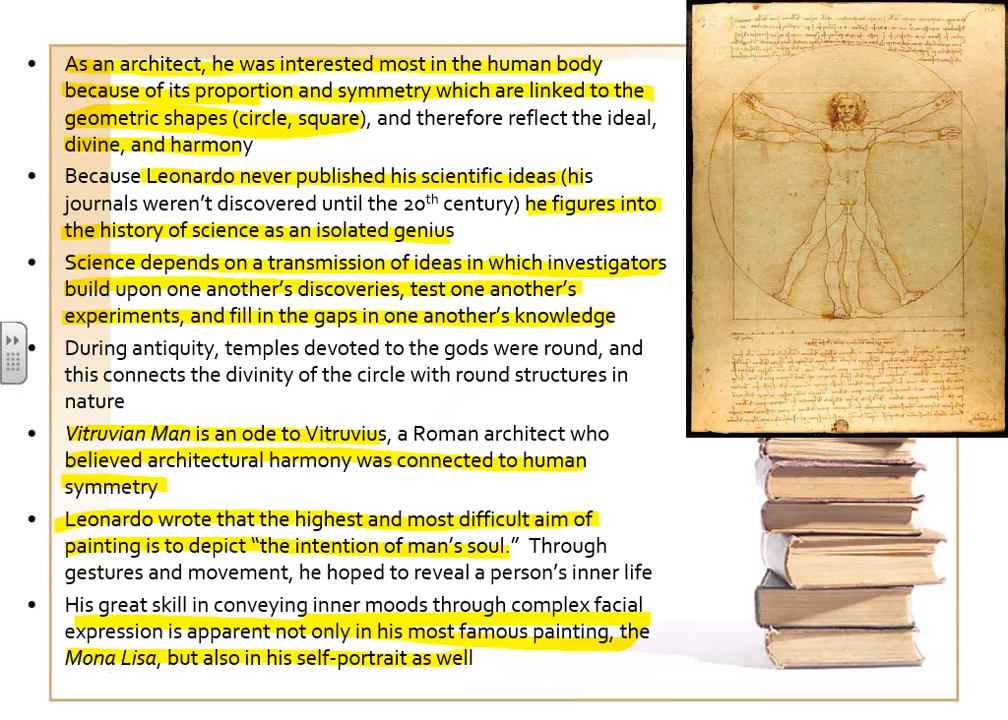 • As an architect, he was interested most in the human body
because of its proportion and symmetry which are linked to the
geometric shapes (circle, square), and therefore reflect the ideal,
divine, and harmony
• Because Leonardo never published his scientific ideas (his
journals weren't discovered until the 20th century) he figures into
the history of science as an isolated genius
• Science depends on a transmission of ideas in which investigators
build upon one another's discoveries, test one another's
experiments, and fill in the gaps in one another's knowledge
• During antiquity, temples devoted to the gods were round, and
this connects the divinity of the circle with round structures in
nature
• Vitruvian Man is an ode to Vitruvius, a Roman architect who
believed architectural harmony was connected to human
symmetry
• Leonardo wrote that the highest and most difficult aim of
painting is to depict “the intention of man's soul.” Through
gestures and movement, he hoped to reveal a person's inner life
• His great skill in conveying inner moods through complex facial
expression is apparent not only in his most famous painting, the
Mona Lisa, but also in his self-portrait as well